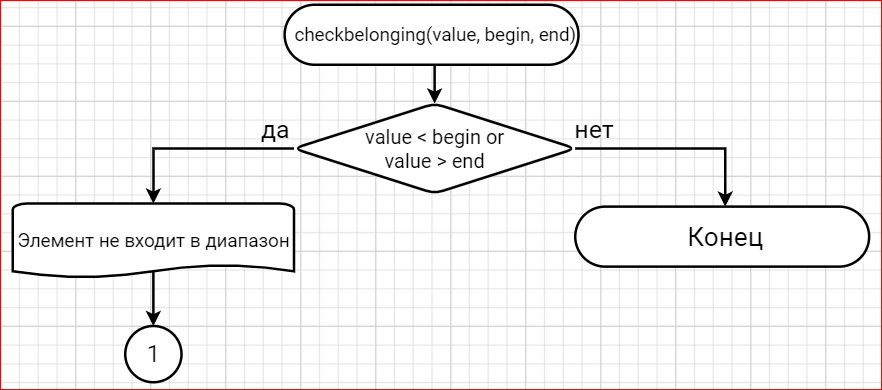 checkbelonging(value, begin, end)
да
value < begin or
value > end
нет
Элемент не входит в диапазон
Конец
1